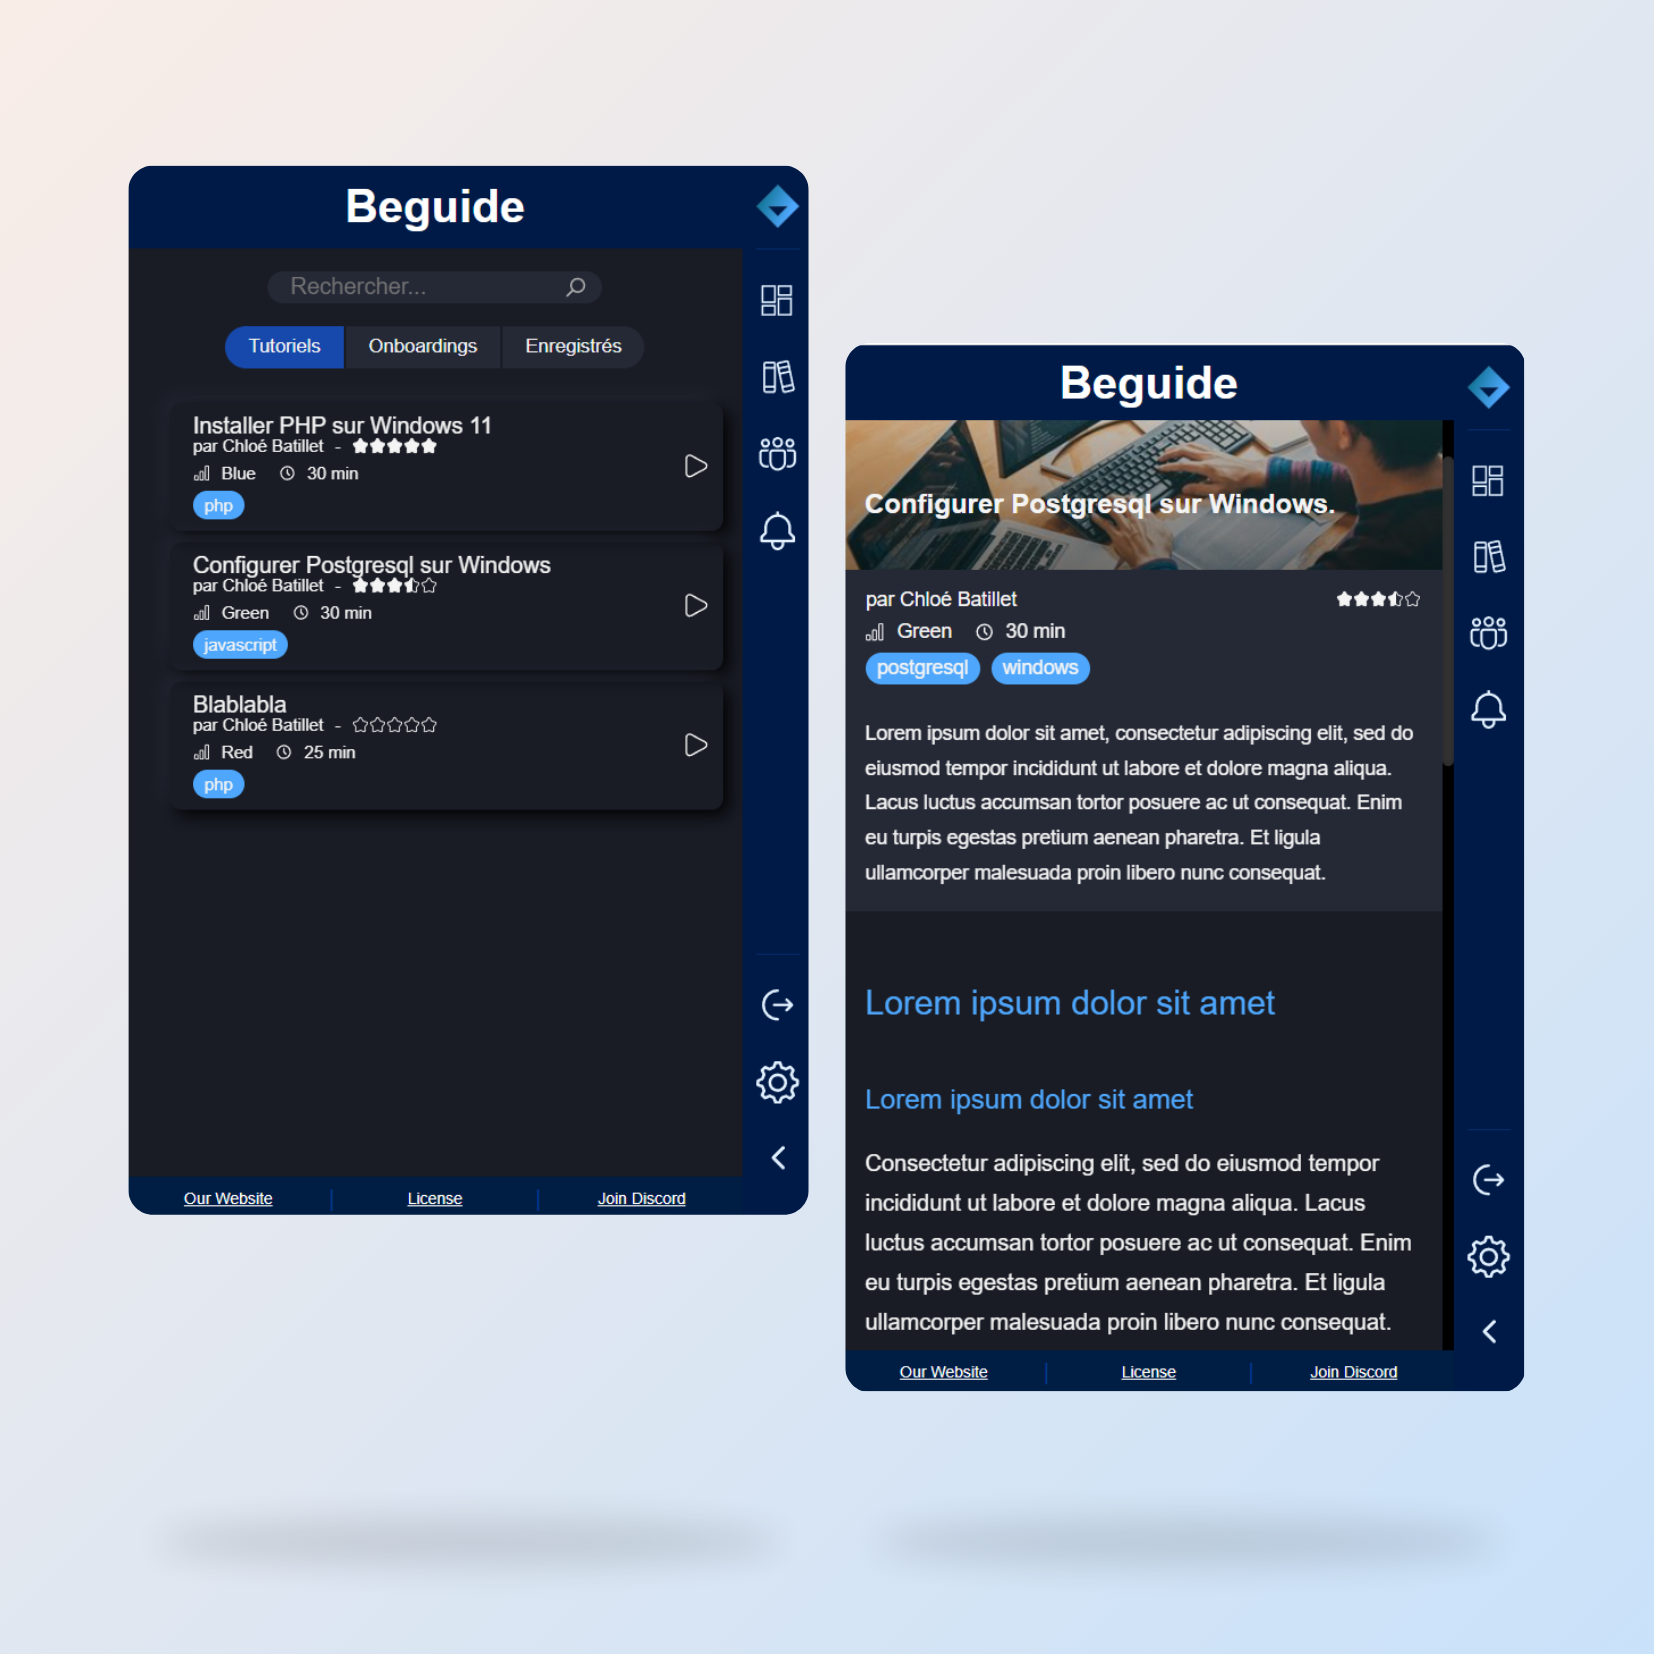 Beguide
Rechercher...
Tutoriels Onboardings Enregistrés
Installer PHP sur Windows 11
par Chloé Batillet -
Blue 30 min
php
Configurer Postgresql sur Windows
par Chloé Batillet -
Green 30 min
javascript
Blablabla
par Chloé Batillet -
Red 25 min
php
Our Website License Join Discord
Beguide
Configurer Postgresql sur Windows.
par Chloé Batillet
Green 30 min
postgresql windows
Lorem ipsum dolor sit amet, consectetur adipiscing elit, sed do
eiusmod tempor incididunt ut labore et dolore magna aliqua.
Lacus luctus accumsan tortor posuere ac ut consequat. Enim
eu turpis egestas pretium aenean pharetra. Et ligula
ullamcorper malesuada proin libero nunc consequat.
Lorem ipsum dolor sit amet
Lorem ipsum dolor sit amet
Consectetur adipiscing elit, sed do eiusmod tempor
incididunt ut labore et dolore magna aliqua. Lacus
luctus accumsan tortor posuere ac ut consequat. Enim
eu turpis egestas pretium aenean pharetra. Et ligula
ullamcorper malesuada proin libero nunc consequat.
Our Website License Join Discord